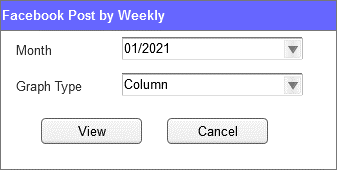 Facebook Post by Weekly
Month 01/2021
Graph Type Column
View Cancel